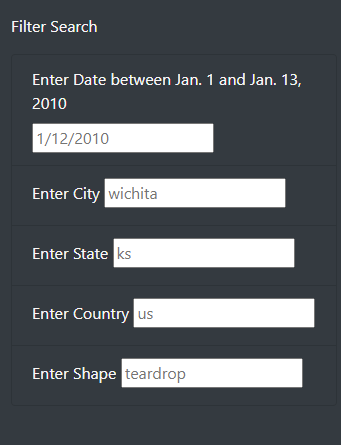 Filter Search
Enter Date between Jan. 1 and Jan. 13,
2010
1/12/2010
Enter City wichita
Enter State ks
Enter Country us
Enter Shape teardrop